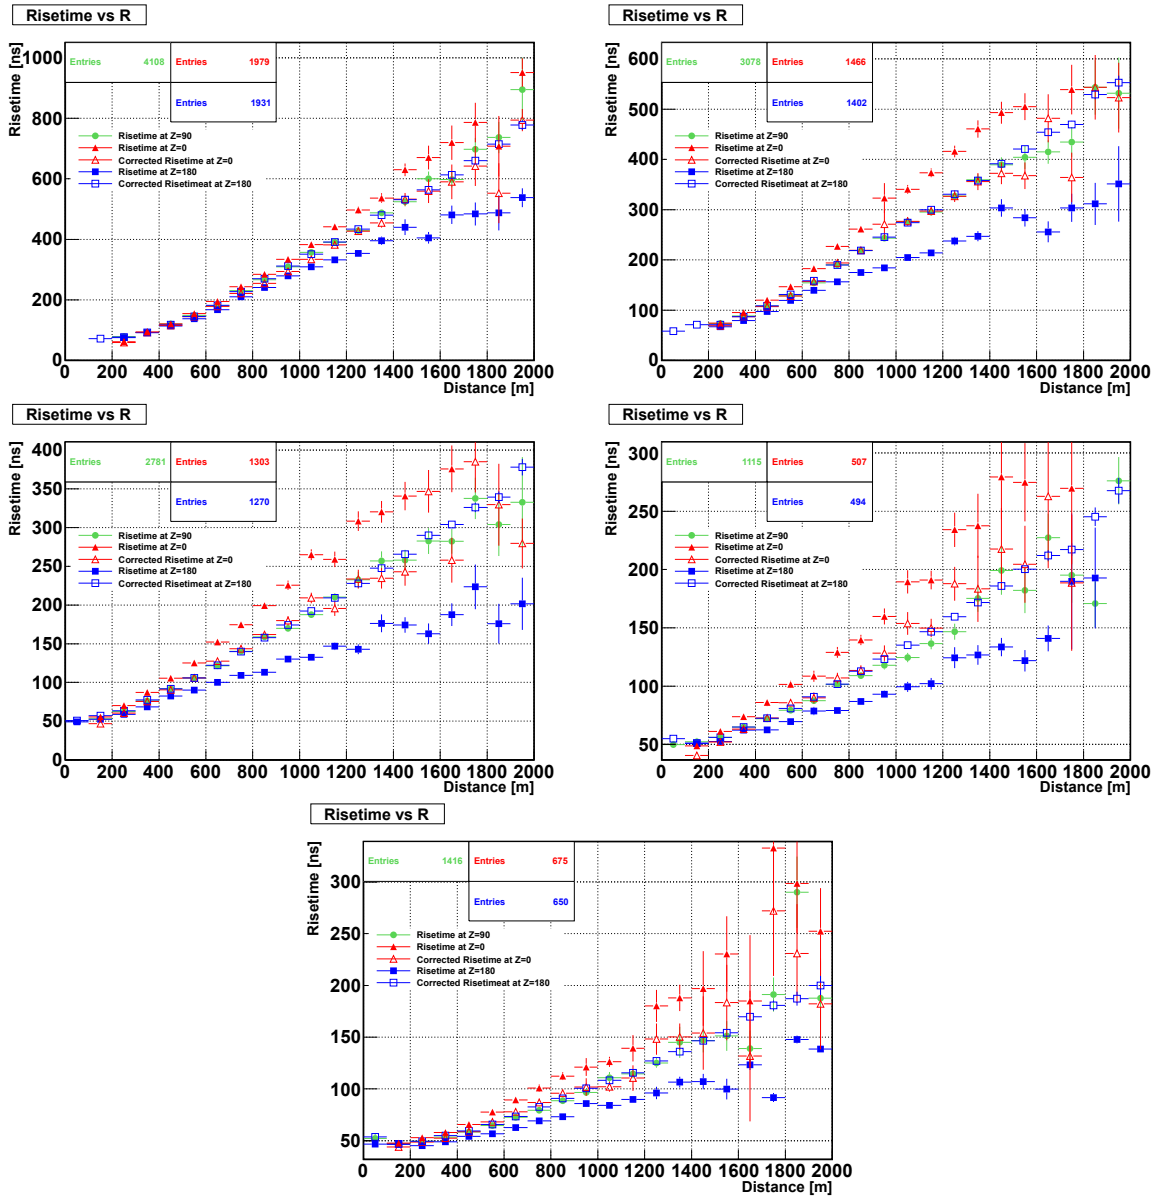 Risetime vs R
Risetime [ns]
Entries 4108
Entries 1979
Entries 1931
Risetime at Z=90
Risetime at Z=0
Corrected Risetime at Z=0
Risetime at Z=180
Corrected Risetimeat Z=180
1000
800
600
400
200
0
0 200 400 600 800 1000 1200 1400 1600 1800 2000
Distance [m]
Risetime vs R
Risetime [ns]
Entries 3078
Entries 1466
Entries 1402
Risetime at Z=90
Risetime at Z=0
Corrected Risetime at Z=0
Risetime at Z=180
Corrected Risetimeat Z=180
600
500
400
300
200
100
0
0 200 400 600 800 1000 1200 1400 1600 1800 2000
Distance [m]
Risetime vs R
Risetime [ns]
Entries 2781
Entries 1303
Entries 1270
Risetime at Z=90
Risetime at Z=0
Corrected Risetime at Z=0
Risetime at Z=180
Corrected Risetimeat Z=180
400
350
300
250
200
150
100
50
0
0 200 400 600 800 1000 1200 1400 1600 1800 2000
Distance [m]
Risetime vs R
Risetime [ns]
Entries 1115
Entries 507
Entries 494
Risetime at Z=90
Risetime at Z=0
Corrected Risetime at Z=0
Risetime at Z=180
Corrected Risetimeat Z=180
300
250
200
150
100
50
0 200 400 600 800 1000 1200 1400 1600 1800 2000
Distance [m]
Risetime vs R
Risetime [ns]
Entries 1416
Entries 675
Entries 650
Risetime at Z=90
Risetime at Z=0
Corrected Risetime at Z=0
Risetime at Z=180
Corrected Risetimeat Z=180
300
250
200
150
100
50
0 200 400 600 800 1000 1200 1400 1600 1800 2000
Distance [m]